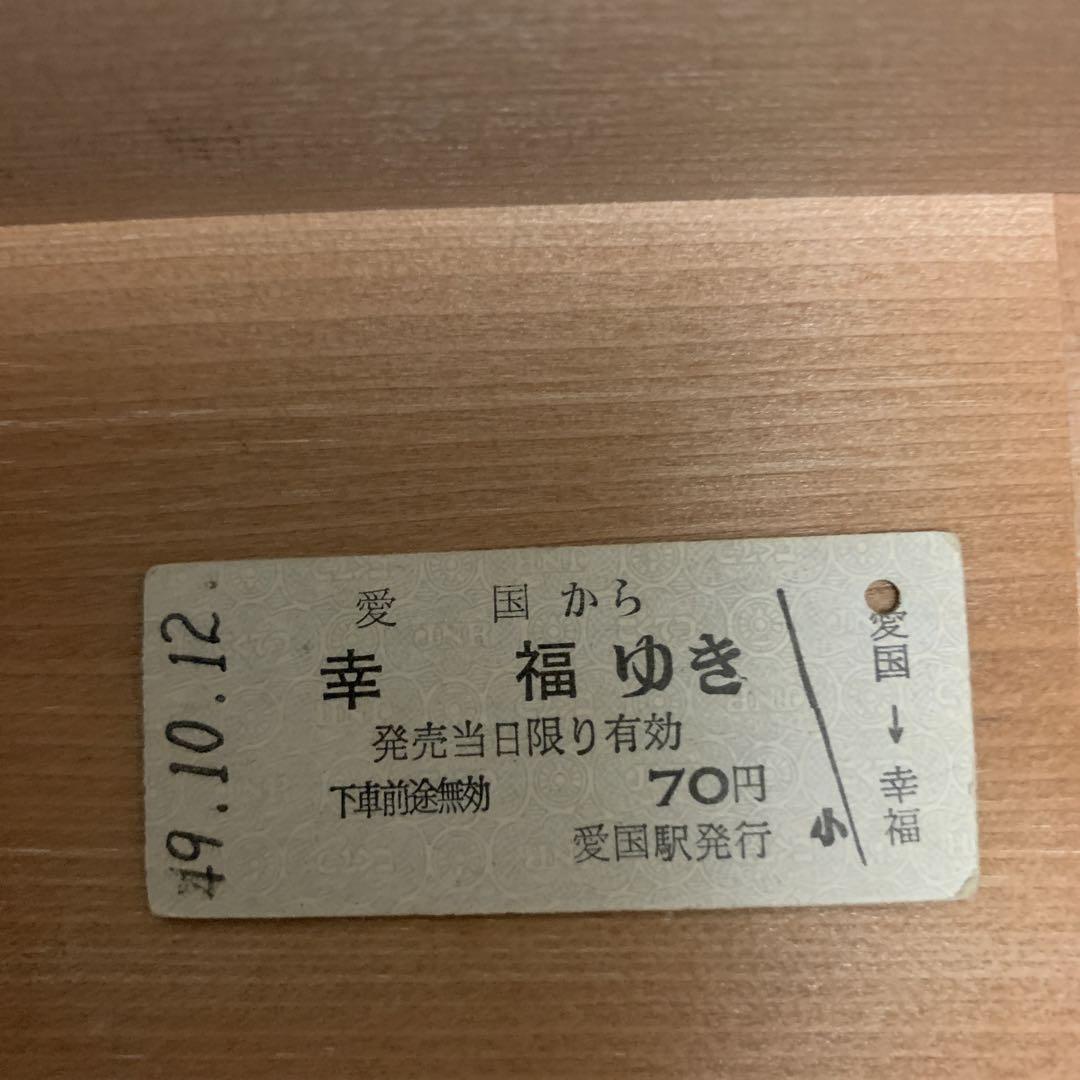 49.10.12.
愛 国 から
幸 福 ゆき
発売当日限り有効
下車前途無効 70円
愛国駅発行
小
愛国→幸福